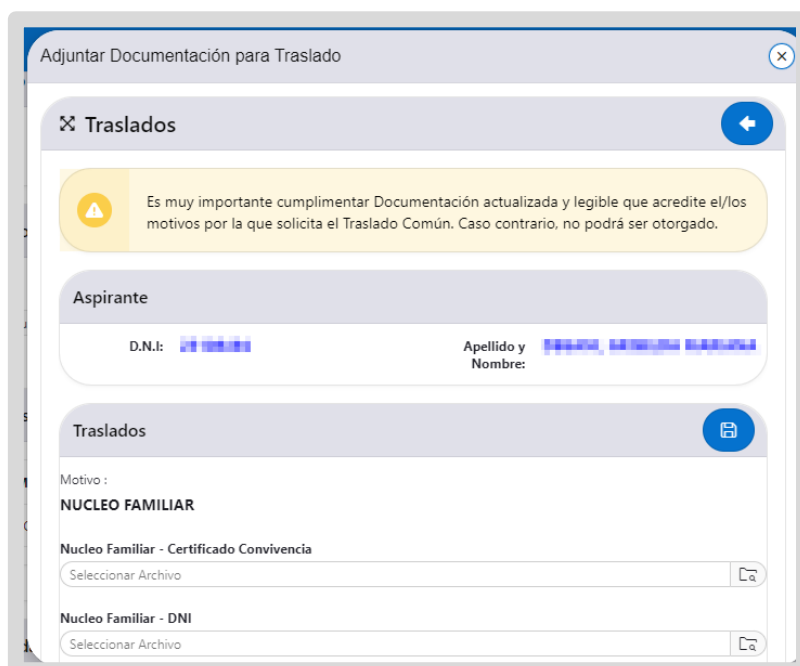 Adjuntar Documentación para Traslado
Traslados
Es muy importante cumplimentar Documentación actualizada y legible que acredite el/los
motivos por la que solicita el Traslado Común. Caso contrario, no podrá ser otorgado.
Aspirante
D.N.I:
Apellido y
Nombre:
Traslados
Motivo :
NUCLEO FAMILIAR
Nucleo Familiar - Certificado Convivencia
Seleccionar Archivo
Nucleo Familiar - DNI
Seleccionar Archivo